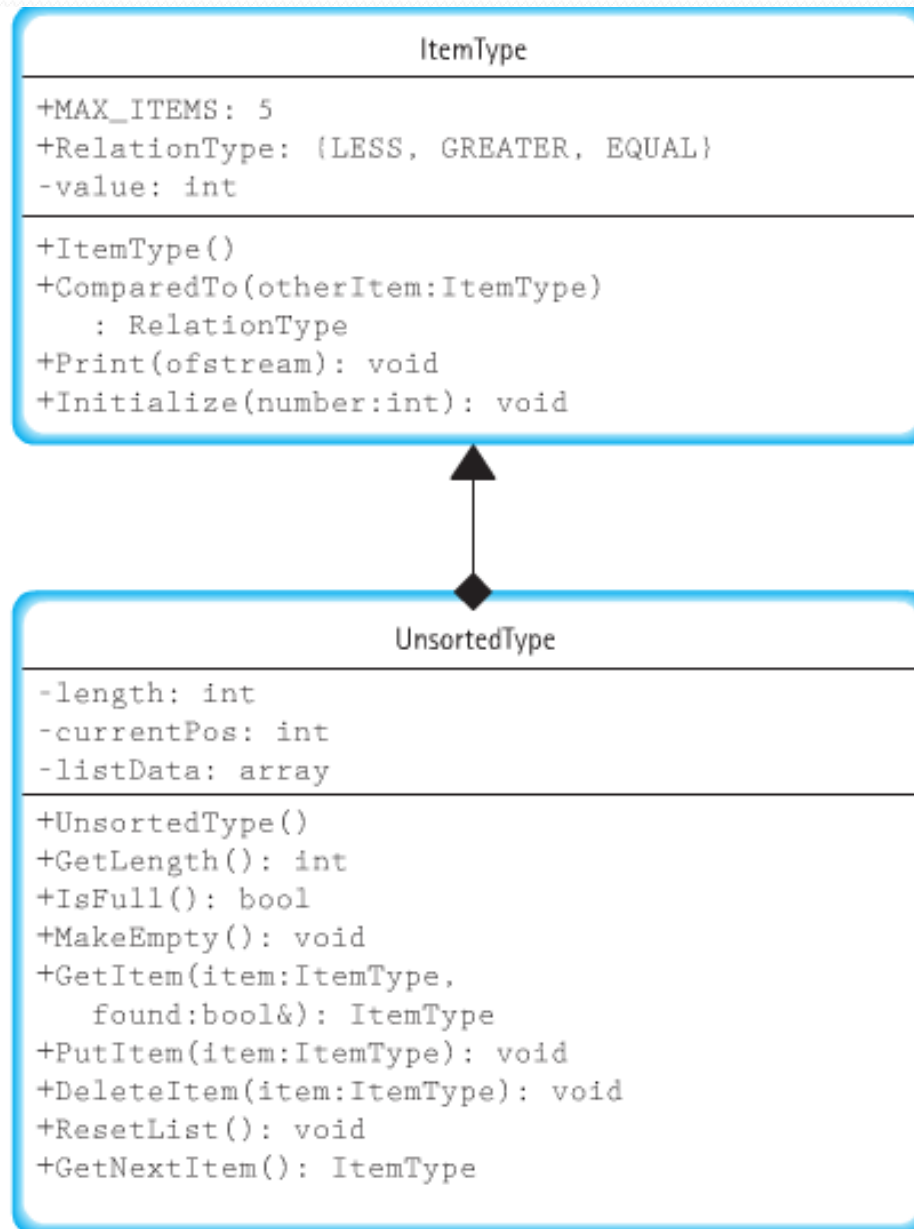 ItemType
+MAX_ITEMS: 5
+RelationType: {LESS, GREATER, EQUAL}
-value: int
+ItemType()
+ComparedTo(otherItem:ItemType)
: RelationType
+Print(ofstream): void
+Initialize(number:int): void
UnsortedType
-length: int
-currentPos: int
-listData: array
+UnsortedType()
+GetLength(): int
+IsFull(): bool
+MakeEmpty(): void
+GetItem(item:ItemType,
found:bool&): ItemType
+PutItem(item:ItemType): void
+DeleteItem(item:ItemType): void
+ResetList(): void
+GetNextItem(): ItemType